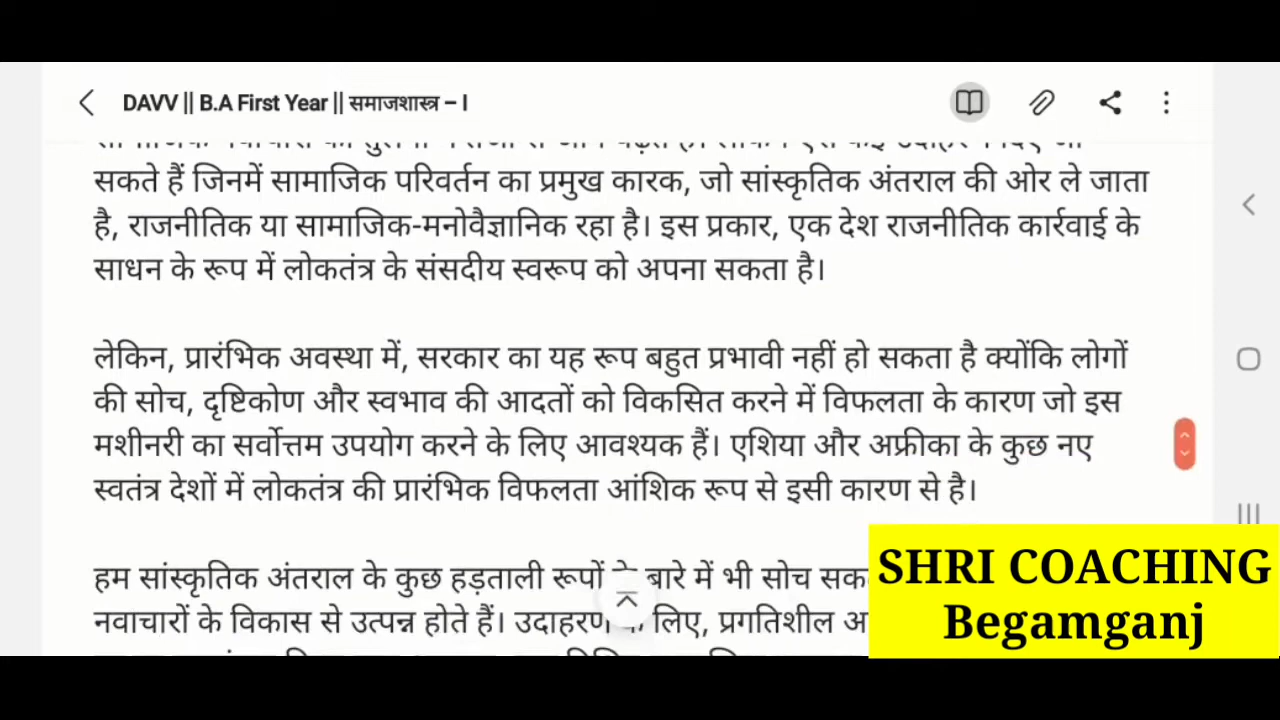 DAVV || B.A First Year || समाजशास्त्र – I
सकते हैं जिनमें सामाजिक परिवर्तन का प्रमुख कारक, जो सांस्कृतिक अंतराल की ओर ले जाता
है, राजनीतिक या सामाजिक-मनोवैज्ञानिक रहा है। इस प्रकार, एक देश राजनीतिक कार्रवाई के
साधन के रूप में लोकतंत्र के संसदीय स्वरूप को अपना सकता है।
लेकिन, प्रारंभिक अवस्था में, सरकार का यह रूप बहुत प्रभावी नहीं हो सकता है क्योंकि लोगों
की सोच, दृष्टिकोण और स्वभाव की आदतों को विकसित करने में विफलता के कारण जो इस
मशीनरी का सर्वोत्तम उपयोग करने के लिए आवश्यक हैं। एशिया और अफ्रीका के कुछ नए
स्वतंत्र देशों में लोकतंत्र की प्रारंभिक विफलता आंशिक रूप से इसी कारण से है।
हम सांस्कृतिक अंतराल के कुछ हड़ताली रूपों के बारे में भी सोच
नवाचारों के विकास से उत्पन्न होते हैं। उदाहरण के लिए, प्रगतिशील
SHRI COACHING
Begamganj